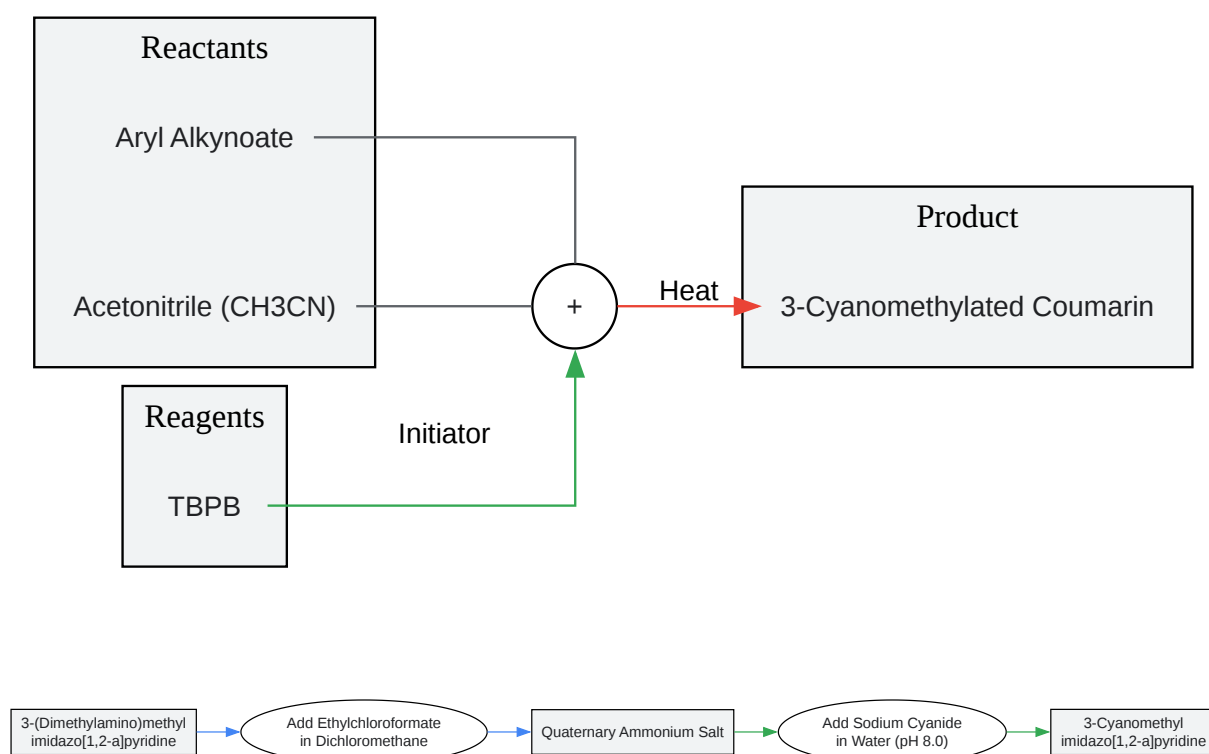 Reactants
Aryl Alkynoate
Acetonitrile (CH3CN)
+
Heat
Product
3-Cyanomethylated Coumarin
Reagents
Initiator
TBPB
3-(Dimethylamino)methyl
imidazo[1,2-a]pyridine
Add Ethylchloroformate
in Dichloromethane
Quaternary Ammonium Salt
Add Sodium Cyanide
in Water (pH 8.0)
3-Cyanomethyl
imidazo[1,2-a]pyridine